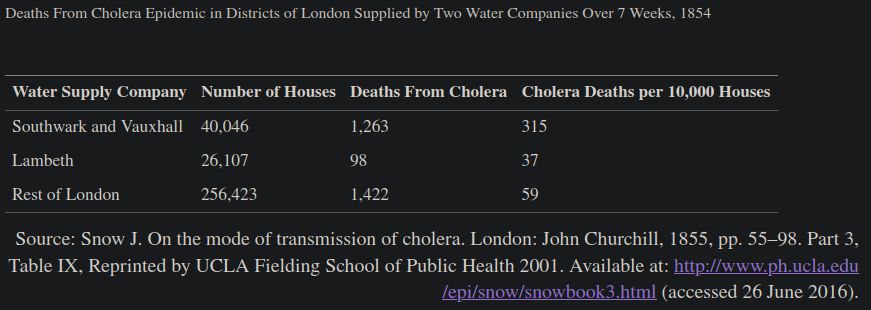 Deaths From Cholera Epidemic in Districts of London Supplied by Two Water Companies Over 7 Weeks, 1854
Water Supply Company Number of Houses Deaths From Cholera Cholera Deaths per 10,000 Houses
Southwark and Vauxhall 40,046 1,263 315
Lambeth 26,107 98 37
Rest of London 256,423 1,422 59
Source: Snow J. On the mode of transmission of cholera. London: John Churchill, 1855, pp. 55–98. Part 3,
Table IX, Reprinted by UCLA Fielding School of Public Health 2001. Available at: http://www.ph.ucla.edu
/epi/snow/snowbook3.html (accessed 26 June 2016).